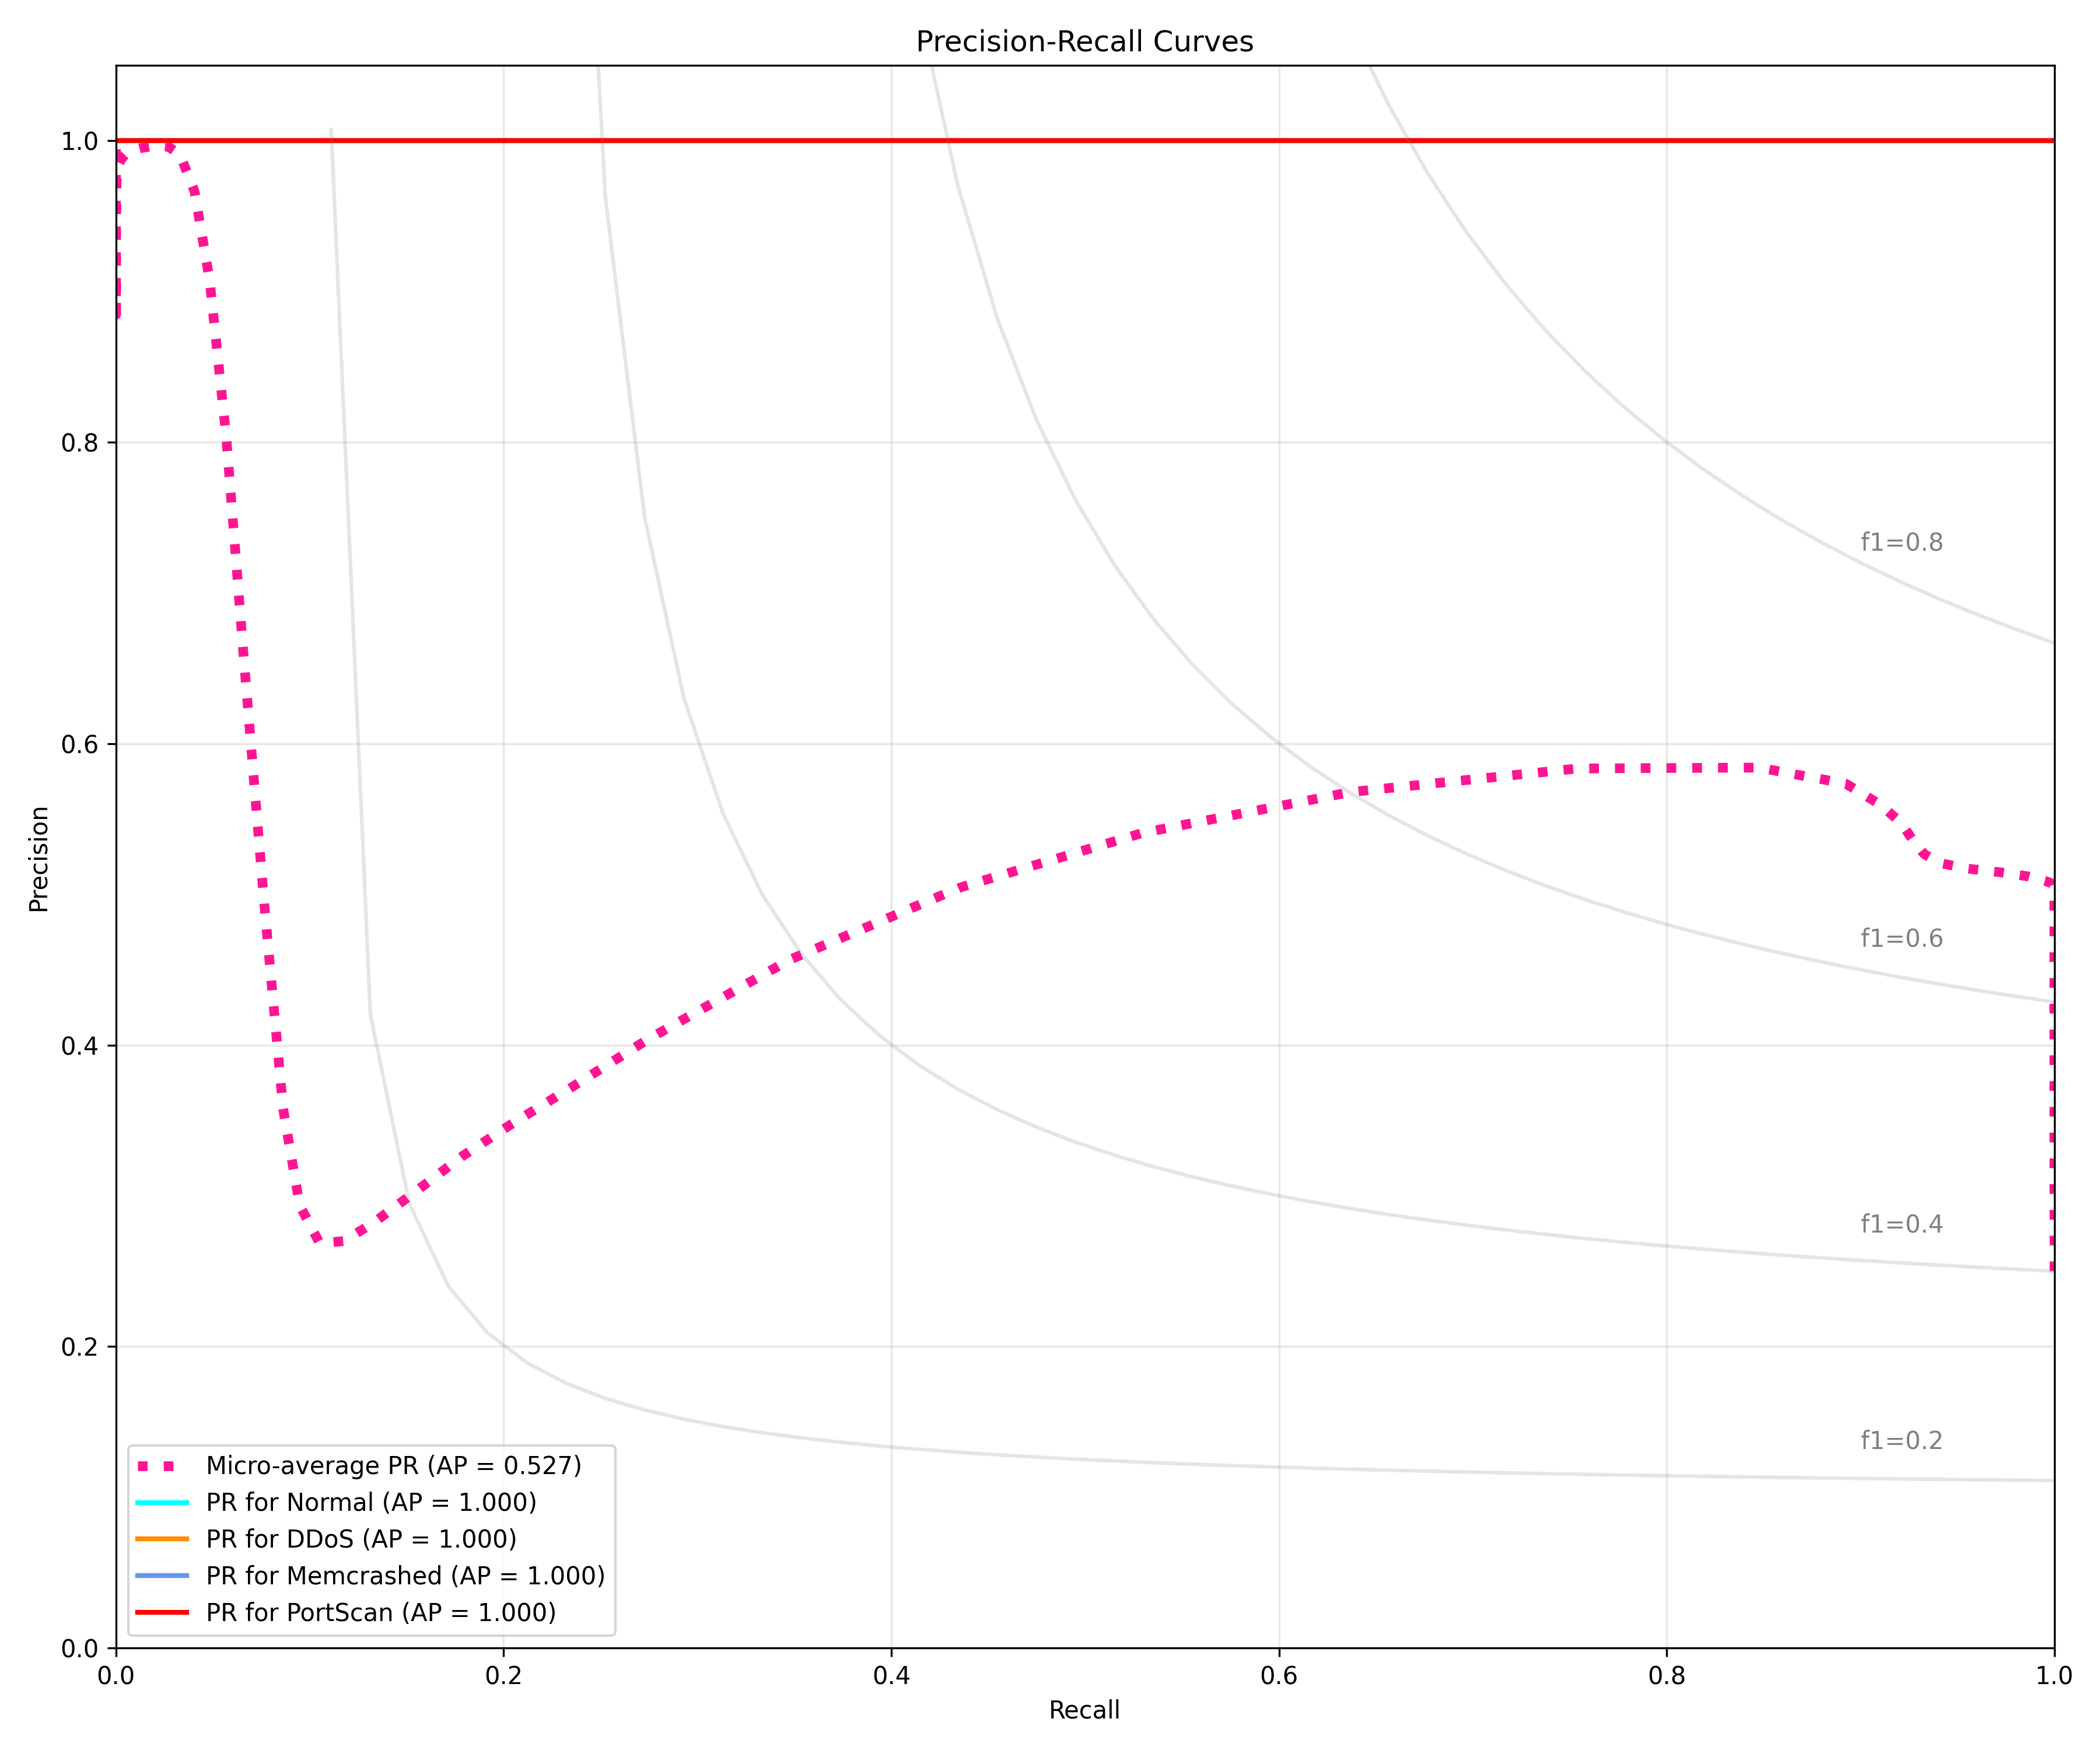 Precision-Recall Curves
1.0
0.8
0.6
0.4
0.2
0.0
Precision
f1=0.8
f1=0.6
f1=0.4
f1=0.2
Micro-average PR (AP = 0.527)
PR for Normal (AP = 1.000)
PR for DDoS (AP = 1.000)
PR for Memcrashed (AP = 1.000)
PR for PortScan (AP = 1.000)
0.0 0.2 0.4 0.6 0.8 1.0
Recall